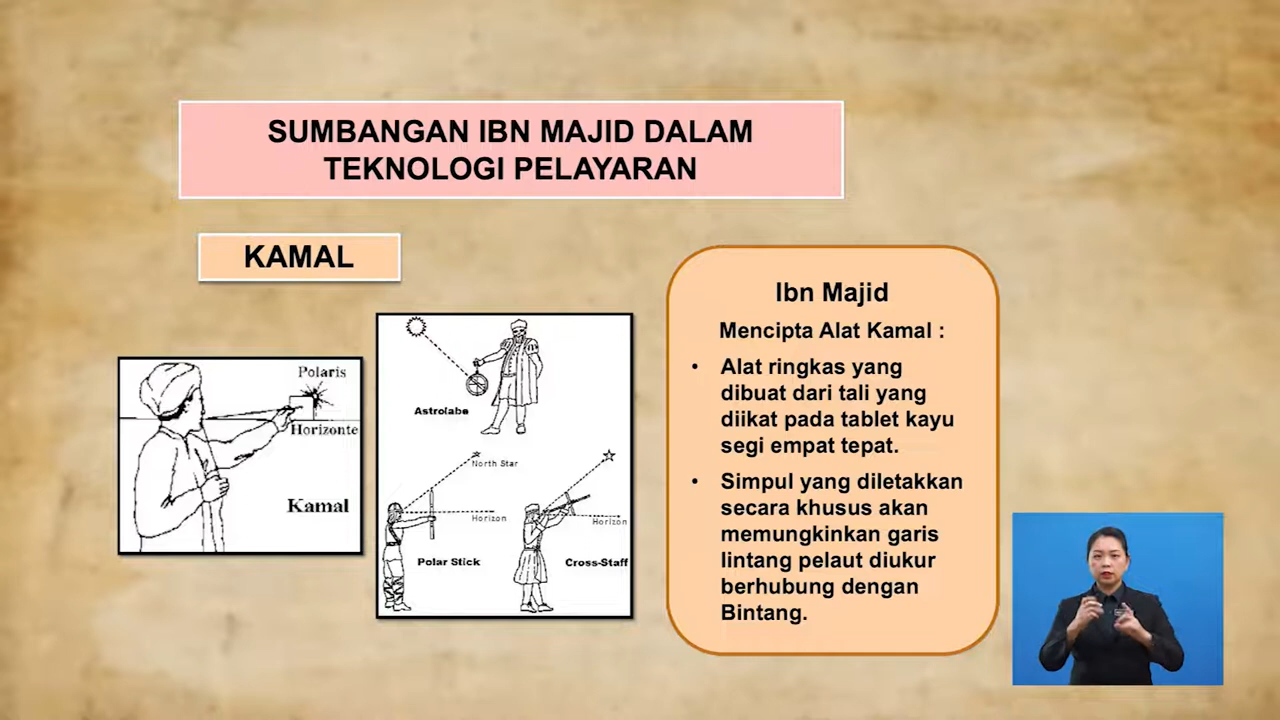 SUMBANGAN IBN MAJID DALAM
TEKNOLOGI PELAYARAN
KAMAL
Polaris
Horizonte
Kamal
Astrolabe
North Star
Horizon
Polar Stick
Horizon
Cross-Staff
Ibn Majid
Mencipta Alat Kamal :
• Alat ringkas yang
dibuat dari tali yang
diikat pada tablet kayu
segi empat tepat.
• Simpul yang diletakkan
secara khusus akan
memungkinkan garis
lintang pelaut diukur
berhubung dengan
Bintang.